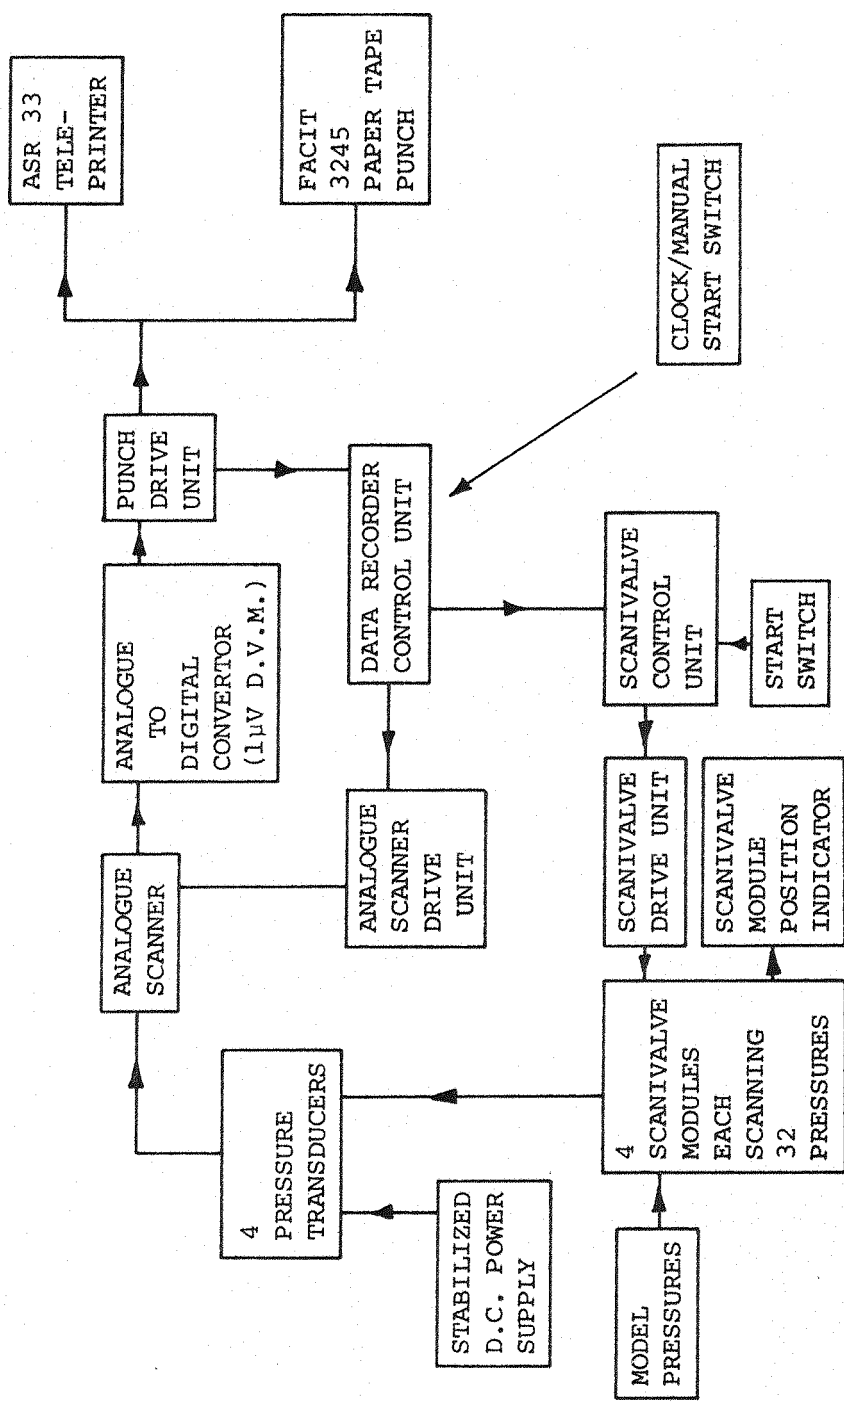 ASR 33
TELE-
PRINTER
FACIT
3245
PAPER TAPE
PUNCH
PUNCH
DRIVE
UNIT
ANALOGUE
TO
DIGITAL
CONVERTOR
(1µV D.V.M.)
ANALOGUE
SCANNER
4
PRESSURE
TRANSDUCERS
STABILIZED
D.C. POWER
SUPPLY
DATA RECORDER
CONTROL UNIT
ANALOGUE
SCANNER
DRIVE
UNIT
CLOCK/MANUAL
START SWITCH
SCANIVALVE
CONTROL
UNIT
START
SWITCH
SCANIVALVE
DRIVE UNIT
SCANIVALVE
MODULE
POSITION
INDICATOR
4
SCANIVALVE
MODULES
EACH
SCANNING
32
PRESSURES
MODEL
PRESSURES